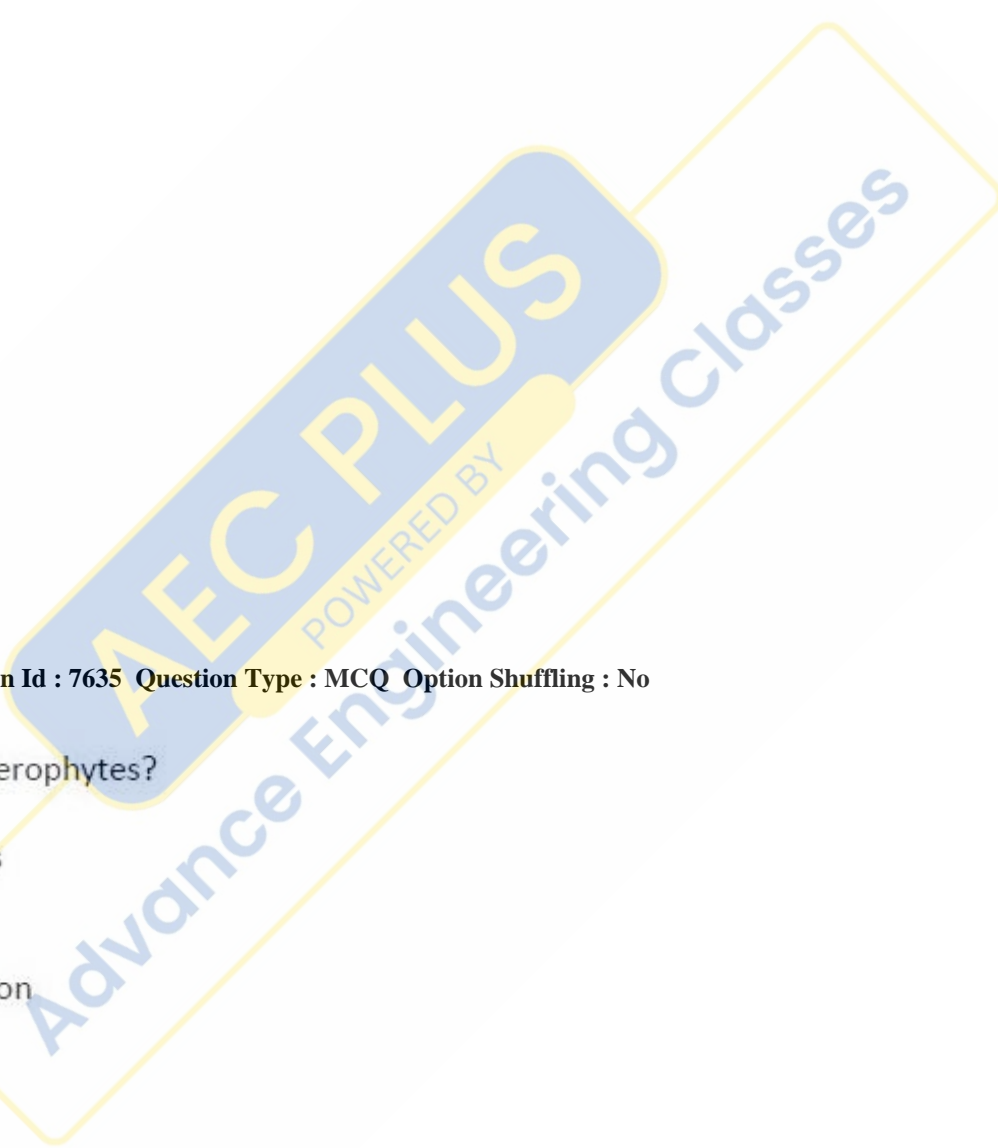 AEC PLUS
POWERED BY
Advance Engineering Classes
n Id : 7635 Question Type : MCQ Option Shuffling : No
erophytes?
s
on